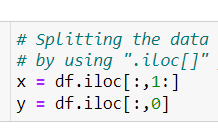 # Splitting the data
# by using ".iloc[]"
x = df.iloc[:,1:]
y = df.iloc[:,0]